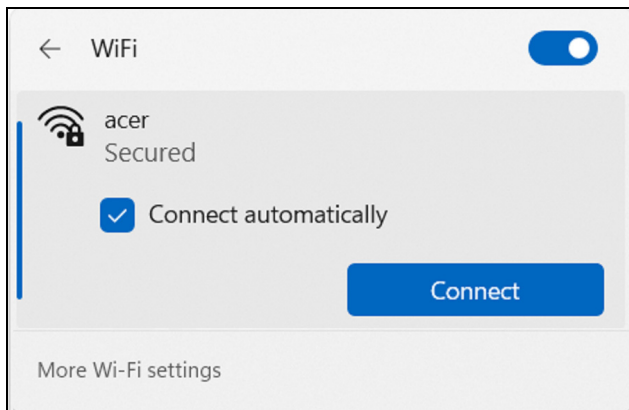 WiFi
acer
Secured
Connect automatically
Connect
More Wi-Fi settings